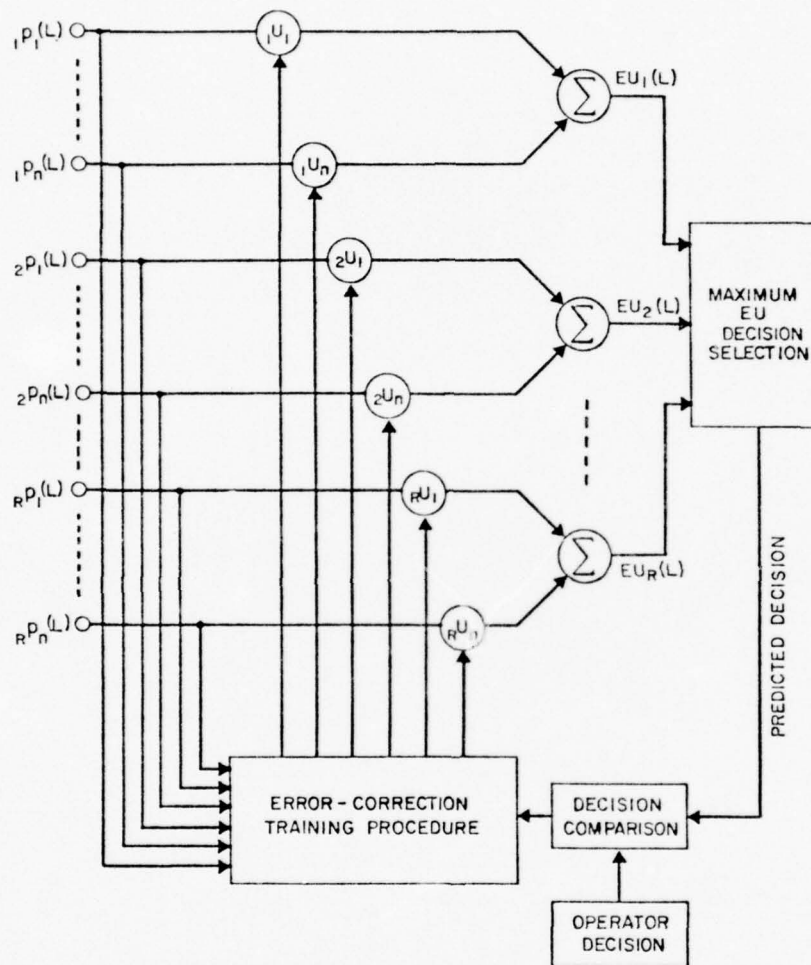 ₁p₁(L)
₁U₁
Σ
EU₁(L)
₁pₙ(L)
₁Uₙ
₂p₁(L)
₂U₁
Σ
EU₂(L)
MAXIMUM
EU
DECISION
SELECTION
₂pₙ(L)
₂Uₙ
ᵣp₁(L)
ᵣU₁
Σ
EUᵣ(L)
ᵣpₙ(L)
ᵣUₙ
PREDICTED DECISION
ERROR-CORRECTION
TRAINING PROCEDURE
DECISION
COMPARISON
OPERATOR
DECISION